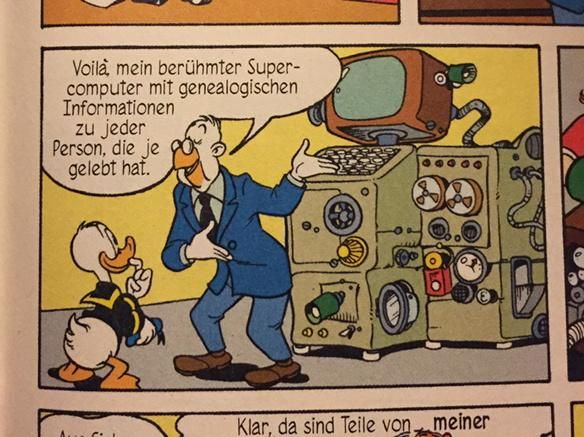 Voilà, mein berühmter Super-
computer mit genealogischen
Informationen
zu jeder
Person, die je
gelebt hat.
Klar, da sind Teile von meiner